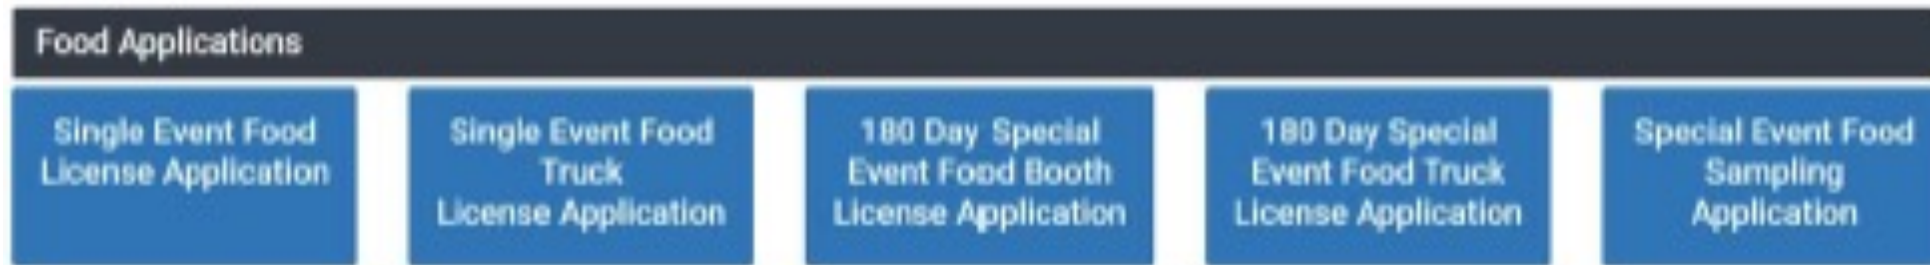 Food Applications
Single Event Food
License Application
Single Event Food
Truck
License Application
180 Day Special
Event Food Booth
License Application
180 Day Special
Event Food Truck
License Application
Special Event Food
Sampling
Application